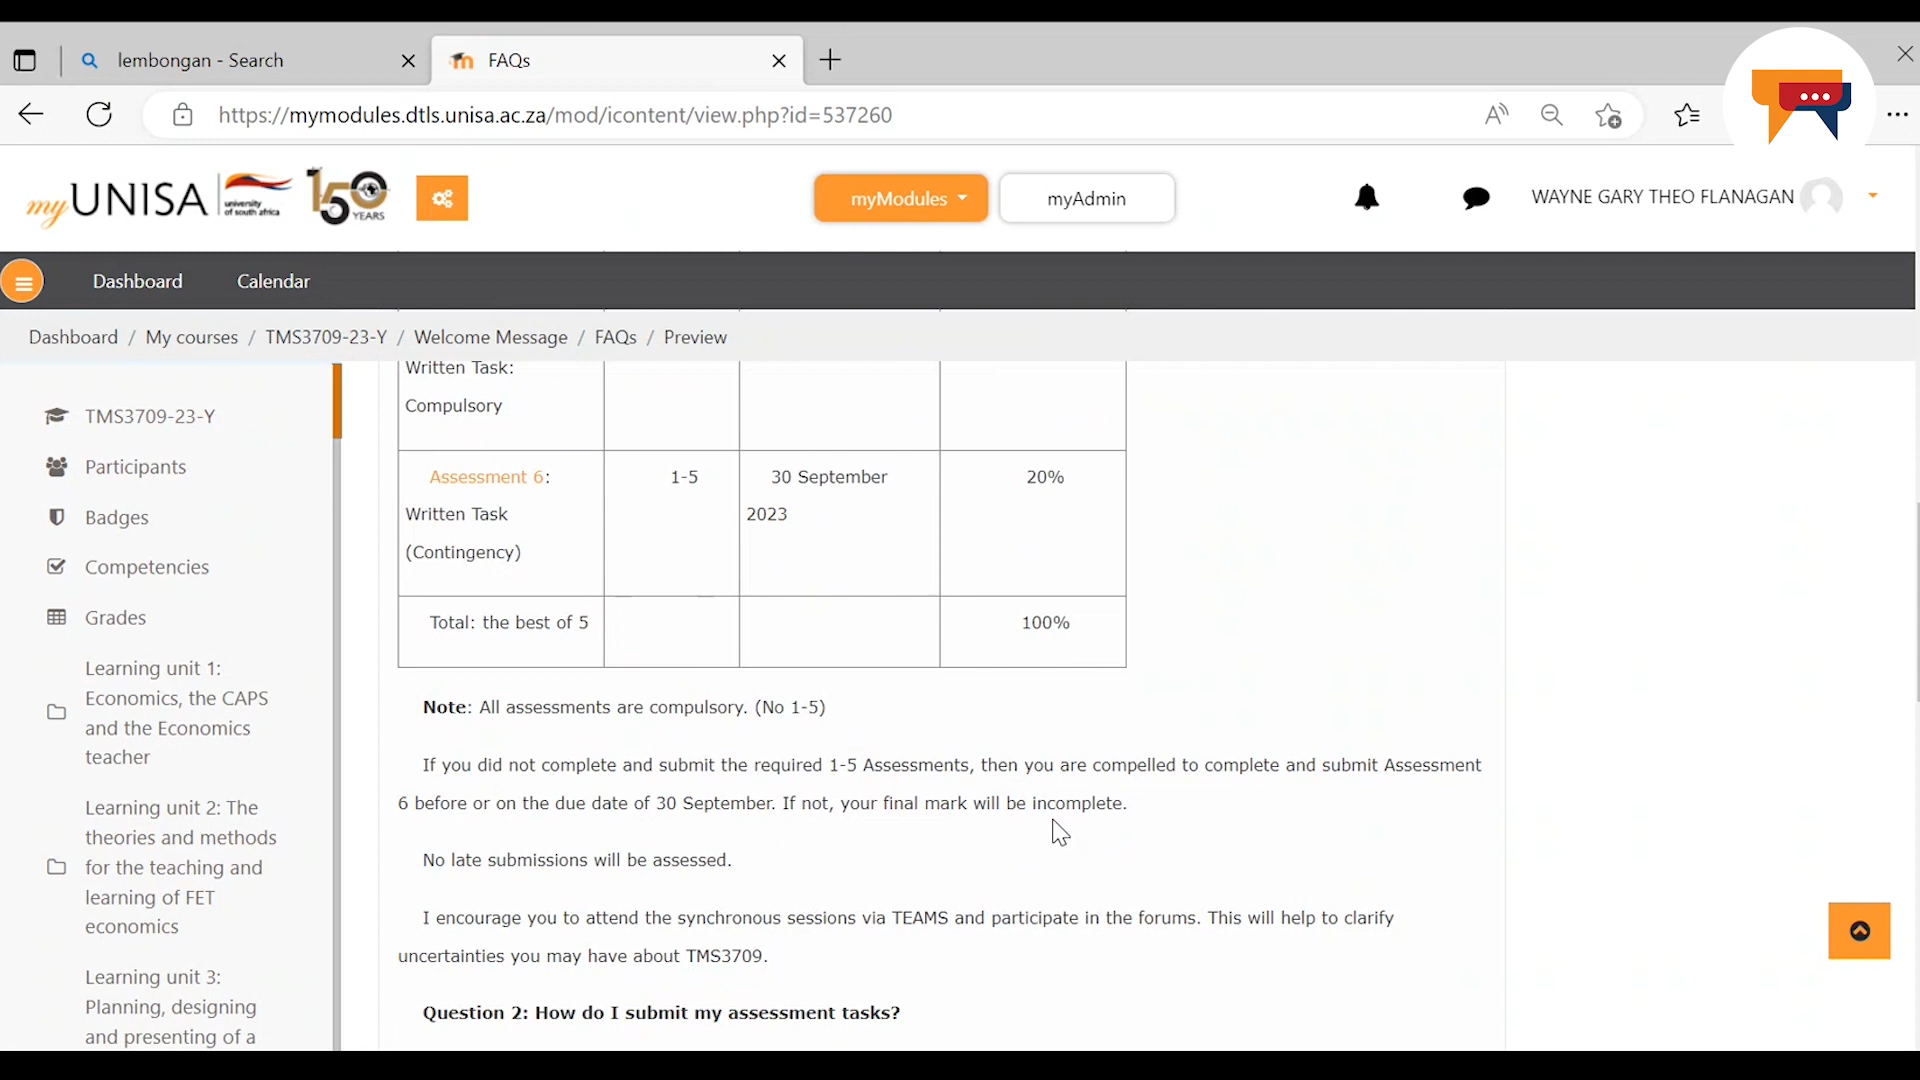 lembongan - Search
FAQs
https://mymodules.dtls.unisa.ac.za/mod/icontent/view.php?id=537260
my UNISA
university
of south africa
150
YEARS
myModules
myAdmin
WAYNE GARY THEO FLANAGAN
Dashboard
Calendar
Dashboard / My courses / TMS3709-23-Y / Welcome Message / FAQs / Preview
TMS3709-23-Y
Participants
Badges
Competencies
Grades
Learning unit 1:
Economics, the CAPS
and the Economics
teacher
Learning unit 2: The
theories and methods
for the teaching and
learning of FET
economics
Learning unit 3:
Planning, designing
and presenting of a
Written Task:
Compulsory
Assessment 6:
Written Task
(Contingency)
1-5
30 September
2023
20%
Total: the best of 5
100%
Note: All assessments are compulsory. (No 1-5)
If you did not complete and submit the required 1-5 Assessments, then you are compelled to complete and submit Assessment
6 before or on the due date of 30 September. If not, your final mark will be incomplete.
No late submissions will be assessed.
I encourage you to attend the synchronous sessions via TEAMS and participate in the forums. This will help to clarify
uncertainties you may have about TMS3709.
Question 2: How do I submit my assessment tasks?